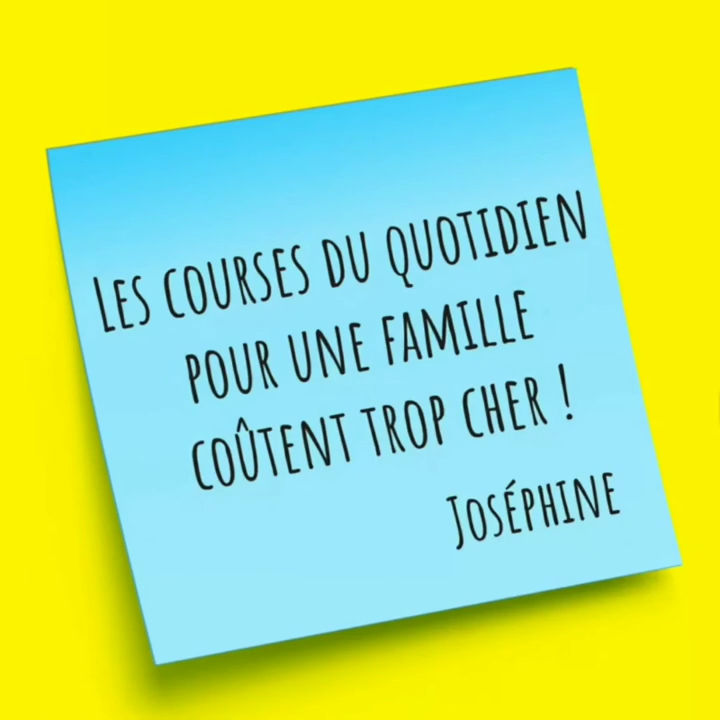 Les courses du quotidien
pour une famille
coûtent trop cher !
Joséphine